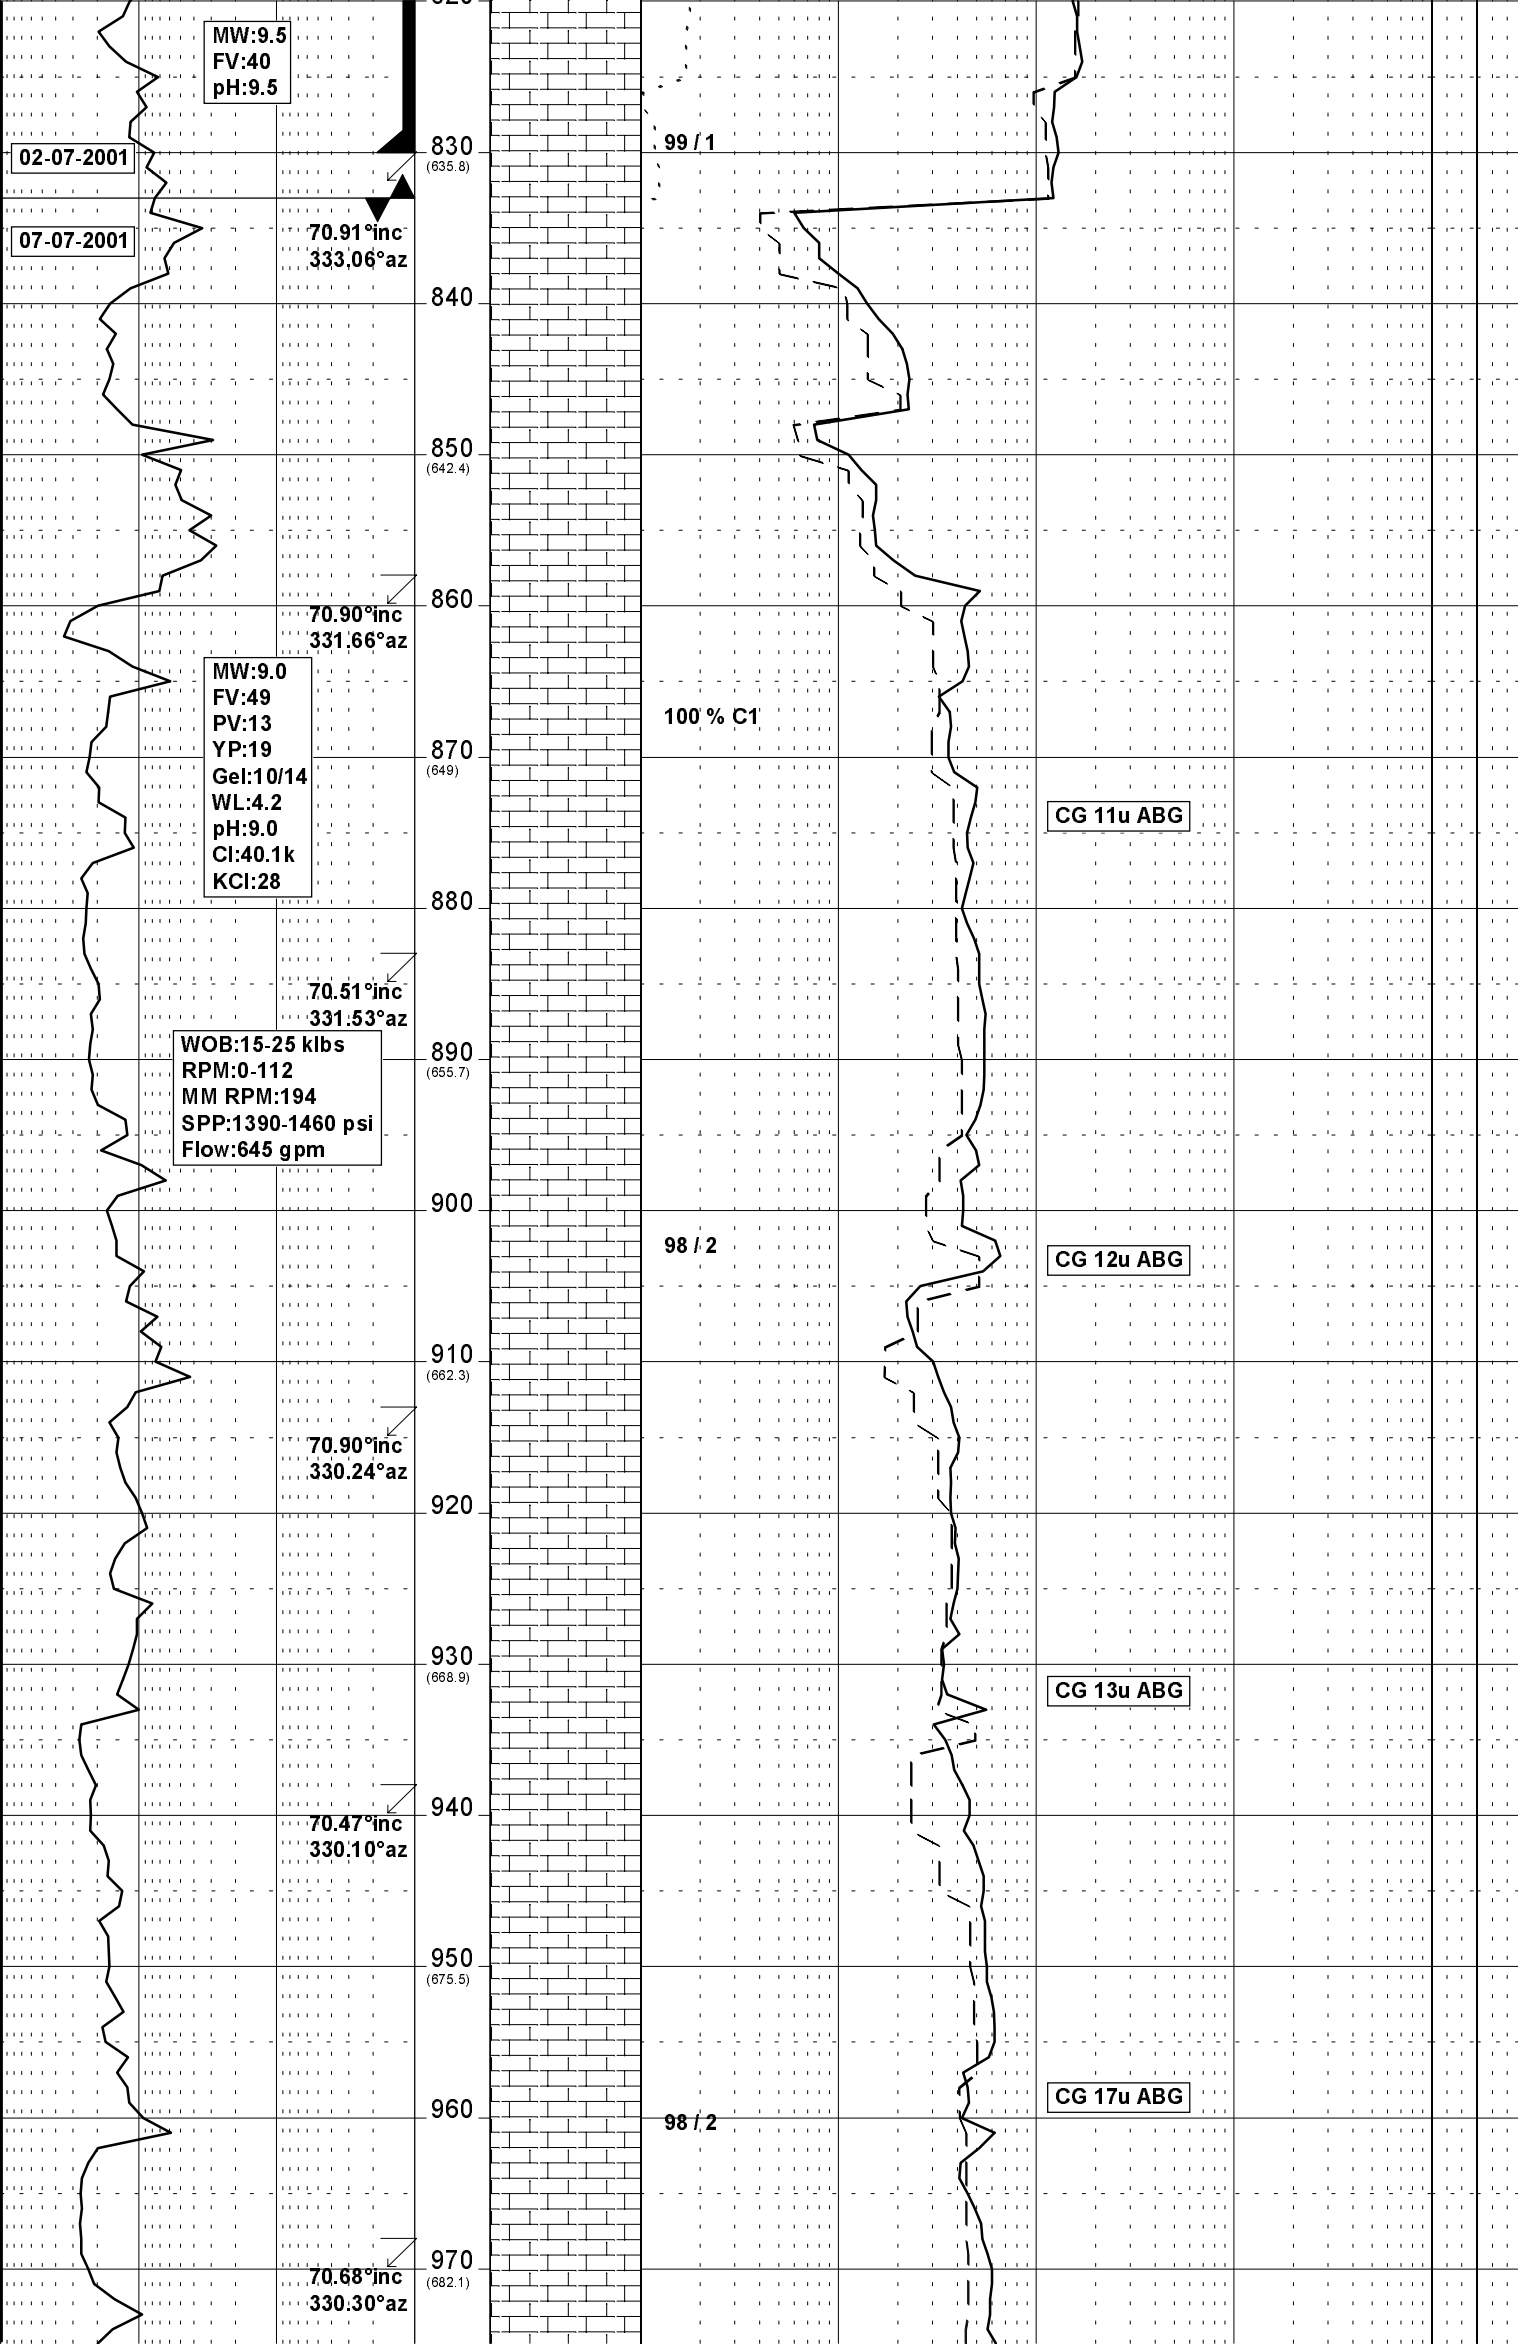 MW:9.5
FV:40
pH:9.5
02-07-2001
830
(635.8)
99 / 1
07-07-2001
70.91°inc
333.06°az
840
850
(642.4)
860
70.90°inc
331.66°az
MW:9.0
FV:49
PV:13
YP:19
Gel:10/14
WL:4.2
pH:9.0
Cl:40.1k
KCl:28
100 % C1
870
(649)
CG 11u ABG
880
70.51°inc
331.53°az
WOB:15-25 klbs
RPM:0-112
MM RPM:194
SPP:1390-1460 psi
Flow:645 gpm
890
(655.7)
900
98 / 2
CG 12u ABG
910
(662.3)
70.90°inc
330.24°az
920
930
(668.9)
CG 13u ABG
940
70.47°inc
330.10°az
950
(675.5)
CG 17u ABG
960
98 / 2
970
(682.1)
70.68°inc
330.30°az